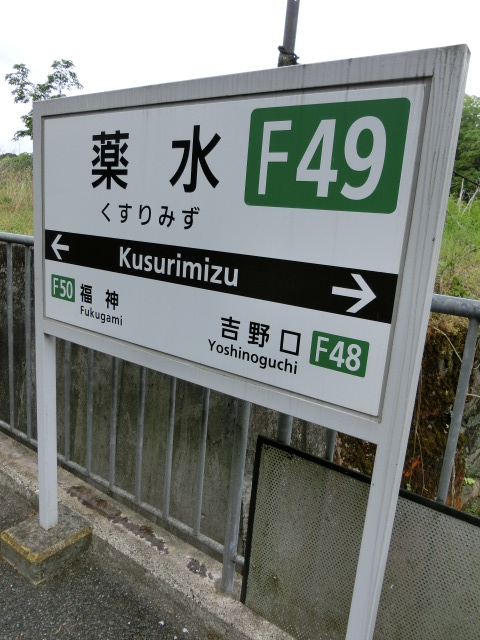 薬水 F49
くすりみず
Kusurimizu
F50 福神
Fukugami
吉野口 F48
Yoshinoguchi